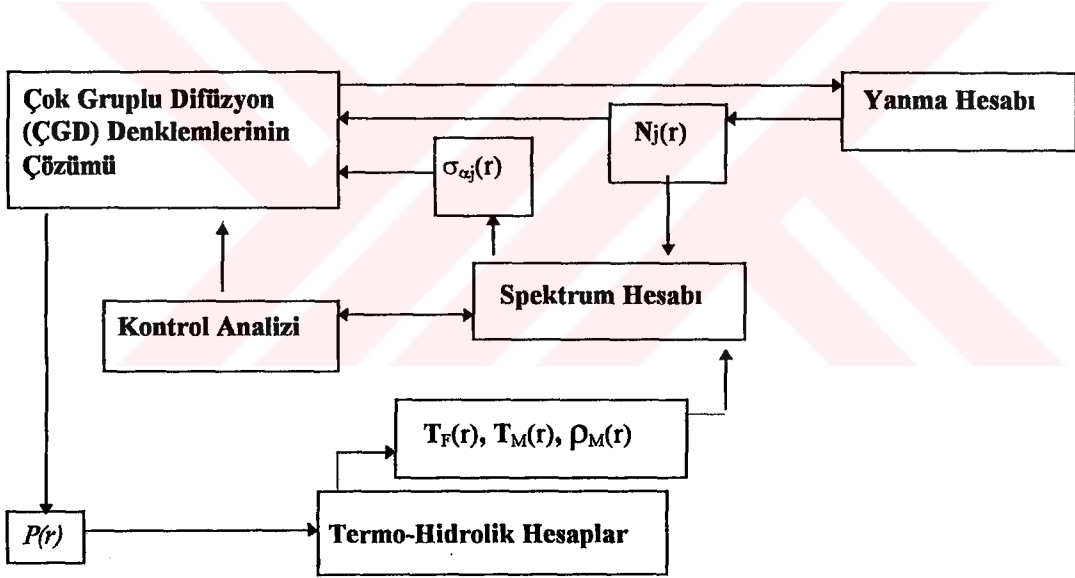 Çok Gruplu Difüzyon
(ÇGD) Denklemlerinin
Çözümü
Yanma Hesabı
Nj(r)
σαj(r)
Spektrum Hesabı
Kontrol Analizi
TF(r), TM(r), ρM(r)
P(r)
Termo-Hidrolik Hesaplar